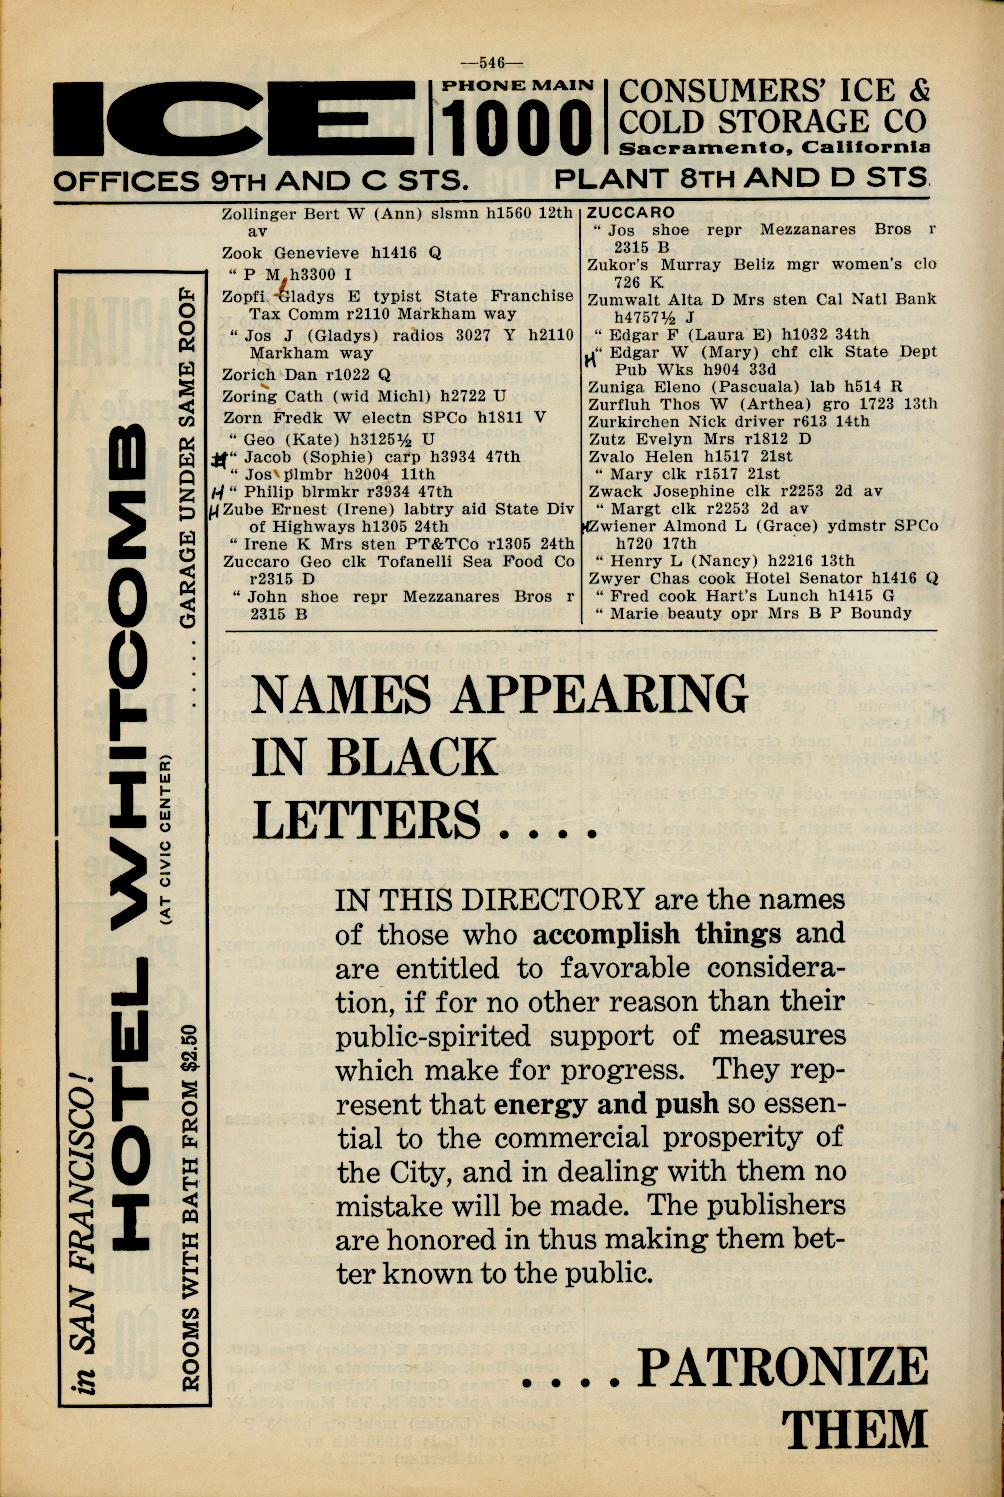 —546—
ICE
PHONE MAIN
1000
CONSUMERS' ICE &
COLD STORAGE CO
Sacramento, California
OFFICES 9TH AND C STS.
PLANT 8TH AND D STS.
in SAN FRANCISCO!
HOTEL WHITCOMB
(AT CIVIC CENTER)
ROOMS WITH BATH FROM $2.50 ...... GARAGE UNDER SAME ROOF
Zollinger Bert W (Ann) slsmn h1560 12th
av
Zook Genevieve h1416 Q
" P M h3300 I
Zopfi Gladys E typist State Franchise
Tax Comm r2110 Markham way
" Jos J (Gladys) radios 3027 Y h2110
Markham way
Zorich Dan r1022 Q
Zoring Cath (wid Michl) h2722 U
Zorn Fredk W electn SPCo h1811 V
" Geo (Kate) h3125½ U
H " Jacob (Sophie) carp h3934 47th
" Jos plmbr h2004 11th
H " Philip blrmkr r3934 47th
H Zube Ernest (Irene) labtry aid State Div
of Highways h1305 24th
" Irene K Mrs sten PT&TCo r1305 24th
Zuccaro Geo clk Tofanelli Sea Food Co
r2315 D
" John shoe repr Mezzanares Bros r
2315 B
ZUCCARO
" Jos shoe repr Mezzanares Bros r
2315 B
Zukor's Murray Beliz mgr women's clo
726 K
Zumwalt Alta D Mrs sten Cal Natl Bank
h4757½ J
" Edgar F (Laura E) h1032 34th
H " Edgar W (Mary) chf clk State Dept
Pub Wks h904 33d
Zuniga Eleno (Pascuala) lab h514 R
Zurfluh Thos W (Arthea) gro 1723 13th
Zurkirchen Nick driver r613 14th
Zutz Evelyn Mrs r1812 D
Zvalo Helen h1517 21st
" Mary clk r1517 21st
Zwack Josephine clk r2253 2d av
" Margt clk r2253 2d av
H Zwiener Almond L (Grace) ydmstr SPCo
h720 17th
" Henry L (Nancy) h2216 13th
Zwyer Chas cook Hotel Senator h1416 Q
" Fred cook Hart's Lunch h1415 G
" Marie beauty opr Mrs B P Boundy
NAMES APPEARING
IN BLACK
LETTERS ....
IN THIS DIRECTORY are the names
of those who accomplish things and
are entitled to favorable considera-
tion, if for no other reason than their
public-spirited support of measures
which make for progress. They rep-
resent that energy and push so essen-
tial to the commercial prosperity of
the City, and in dealing with them no
mistake will be made. The publishers
are honored in thus making them bet-
ter known to the public.
.... PATRONIZE
THEM